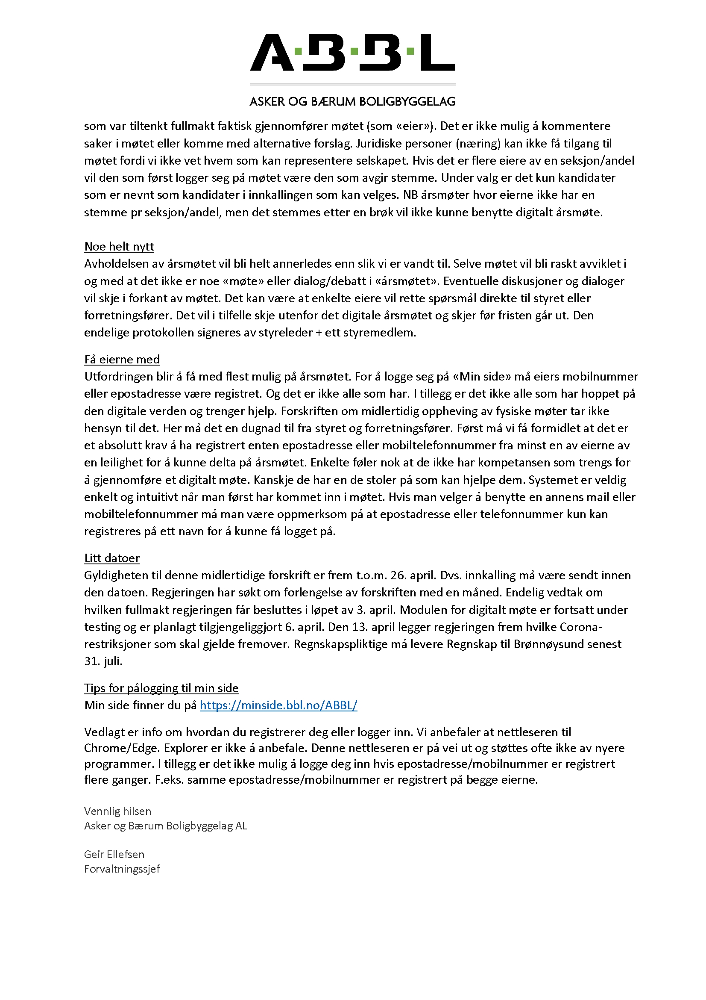 A·B·B·L
ASKER OG BÆRUM BOLIGBYGGELAG
som var tiltenkt fullmakt faktisk gjennomfører møtet (som «eier»). Det er ikke mulig å kommentere
saker i møtet eller komme med alternative forslag. Juridiske personer (næring) kan ikke få tilgang til
møtet fordi vi ikke vet hvem som kan representere selskapet. Hvis det er flere eiere av en seksjon/andel
vil den som først logger seg på møtet være den som avgir stemme. Under valg er det kun kandidater
som er nevnt som kandidater i innkallingen som kan velges. NB årsmøter hvor eierne ikke har en
stemme pr seksjon/andel, men det stemmes etter en brøk vil ikke kunne benytte digitalt årsmøte.
Noe helt nytt
Avholdelsen av årsmøtet vil bli helt annerledes enn slik vi er vandt til. Selve møtet vil bli raskt avviklet i
og med at det ikke er noe «møte» eller dialog/debatt i «årsmøtet». Eventuelle diskusjoner og dialoger
vil skje i forkant av møtet. Det kan være at enkelte eiere vil rette spørsmål direkte til styret eller
forretningsfører. Det vil i tilfelle skje utenfor det digitale årsmøtet og skjer før fristen går ut. Den
endelige protokollen signeres av styreleder + ett styremedlem.
Få eierne med
Utfordringen blir å få med flest mulig på årsmøtet. For å logge seg på «Min side» må eiers mobilnummer
eller epostadresse være registret. Og det er ikke alle som har. I tillegg er det ikke alle som har hoppet på
den digitale verden og trenger hjelp. Forskriften om midlertidig oppheving av fysiske møter tar ikke
hensyn til det. Her må det en dugnad til fra styret og forretningsfører. Først må vi få formidlet at det er
et absolutt krav å ha registrert enten epostadresse eller mobiltelefonnummer fra minst en av eierne av
en leilighet for å kunne delta på årsmøtet. Enkelte føler nok at de ikke har kompetansen som trengs for
å gjennomføre et digitalt møte. Kanskje de har en de stoler på som kan hjelpe dem. Systemet er veldig
enkelt og intuitivt når man først har kommet inn i møtet. Hvis man velger å benytte en annens mail eller
mobiltelefonnummer må man være oppmerksom på at epostadresse eller telefonnummer kun kan
registreres på ett navn for å kunne få logget på.
Litt datoer
Gyldigheten til denne midlertidige forskrift er frem t.o.m. 26. april. Dvs. innkalling må være sendt innen
den datoen. Regjeringen har søkt om forlengelse av forskriften med en måned. Endelig vedtak om
hvilken fullmakt regjeringen får besluttes i løpet av 3. april. Modulen for digitalt møte er fortsatt under
testing og er planlagt tilgjengeliggjort 6. april. Den 13. april legger regjeringen frem hvilke Corona-
restriksjoner som skal gjelde fremover. Regnskapspliktige må levere Regnskap til Brønnøysund senest
31. juli.
Tips for pålogging til min side
Min side finner du på https://minside.bbl.no/ABBL/
Vedlagt er info om hvordan du registrerer deg eller logger inn. Vi anbefaler at nettleseren til
Chrome/Edge. Explorer er ikke å anbefale. Denne nettleseren er på vei ut og støttes ofte ikke av nyere
programmer. I tillegg er det ikke mulig å logge deg inn hvis epostadresse/mobilnummer er registrert
flere ganger. F.eks. samme epostadresse/mobilnummer er registrert på begge eierne.
Vennlig hilsen
Asker og Bærum Boligbyggelag AL
Geir Ellefsen
Forvaltningssjef